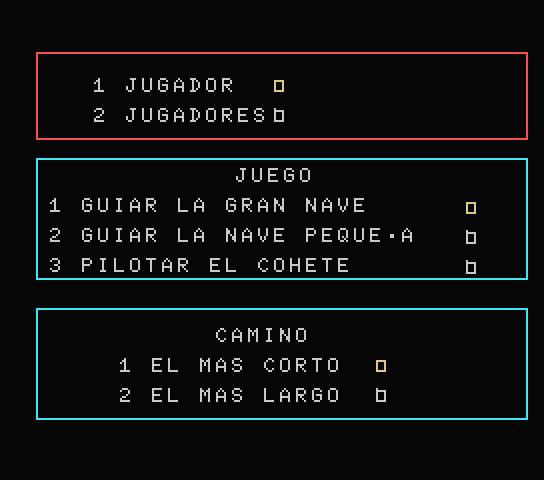 1 JUGADOR
2 JUGADORES
JUEGO
1 GUIAR LA GRAN NAVE
2 GUIAR LA NAVE PEQUE·A
3 PILOTAR EL COHETE
CAMINO
1 EL MAS CORTO
2 EL MAS LARGO